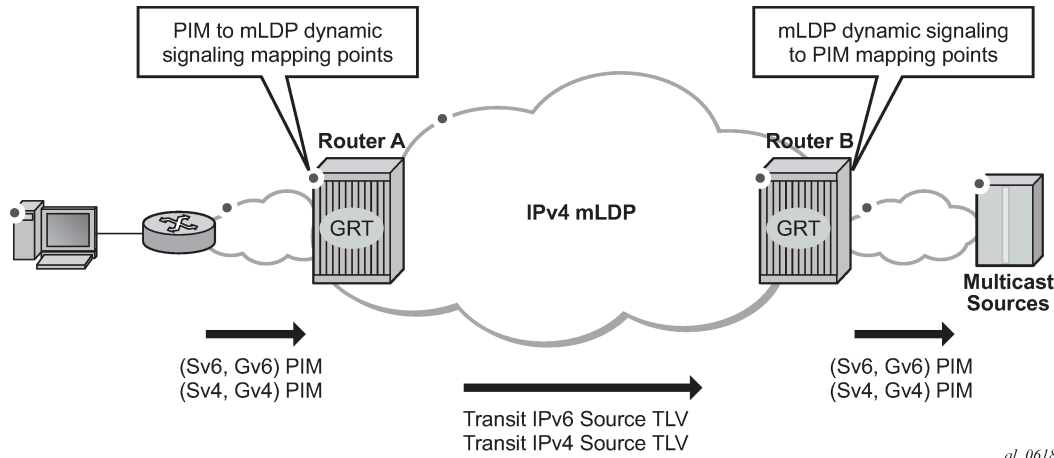 PIM to mLDP dynamic
signaling mapping points
mLDP dynamic signaling
to PIM mapping points
Router A
Router B
IPv4 mLDP
GRT
GRT
Multicast
Sources
(Sv6, Gv6) PIM
(Sv4, Gv4) PIM
(Sv6, Gv6) PIM
(Sv4, Gv4) PIM
Transit IPv6 Source TLV
Transit IPv4 Source TLV
al_0618